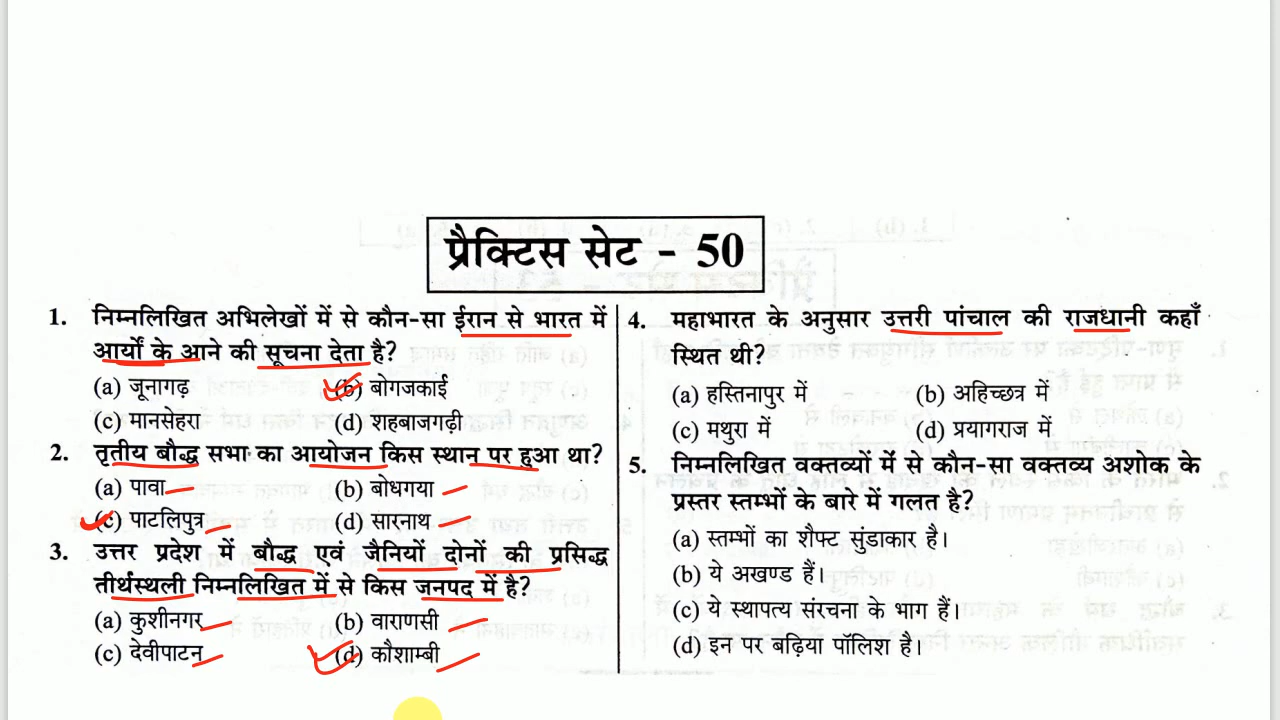 प्रैक्टिस सेट - 50
1. निम्नलिखित अभिलेखों में से कौन-सा ईरान से भारत में
आर्यों के आने की सूचना देता है?
(a) जूनागढ़ (b) बोगजकाई
(c) मानसेहरा (d) शहबाजगढ़ी
2. तृतीय बौद्ध सभा का आयोजन किस स्थान पर हुआ था?
(a) पावा (b) बोधगया
(c) पाटलिपुत्र (d) सारनाथ
3. उत्तर प्रदेश में बौद्ध एवं जैनियों दोनों की प्रसिद्ध
तीर्थस्थली निम्नलिखित में से किस जनपद में है?
(a) कुशीनगर (b) वाराणसी
(c) देवीपाटन (d) कौशाम्बी
4. महाभारत के अनुसार उत्तरी पांचाल की राजधानी कहाँ
स्थित थी?
(a) हस्तिनापुर में (b) अहिच्छत्र में
(c) मथुरा में (d) प्रयागराज में
5. निम्नलिखित वक्तव्यों में से कौन-सा वक्तव्य अशोक के
प्रस्तर स्तम्भों के बारे में गलत है?
(a) स्तम्भों का शैफ्ट सुंडाकार है।
(b) ये अखण्ड हैं।
(c) ये स्थापत्य संरचना के भाग हैं।
(d) इन पर बढ़िया पॉलिश है।